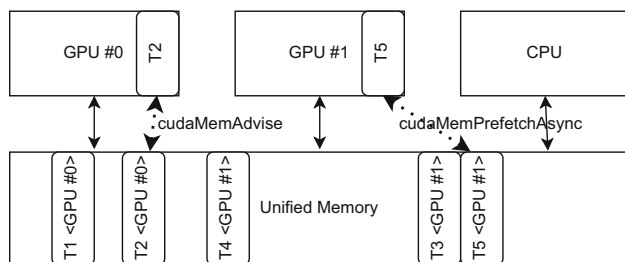 GPU #0
T2
GPU #1
T5
CPU
cudaMemAdvise
cudaMemPrefetchAsync
T1 <GPU #0>
T2 <GPU #0>
T4 <GPU #1>
Unified Memory
T3 <GPU #1>
T5 <GPU #1>